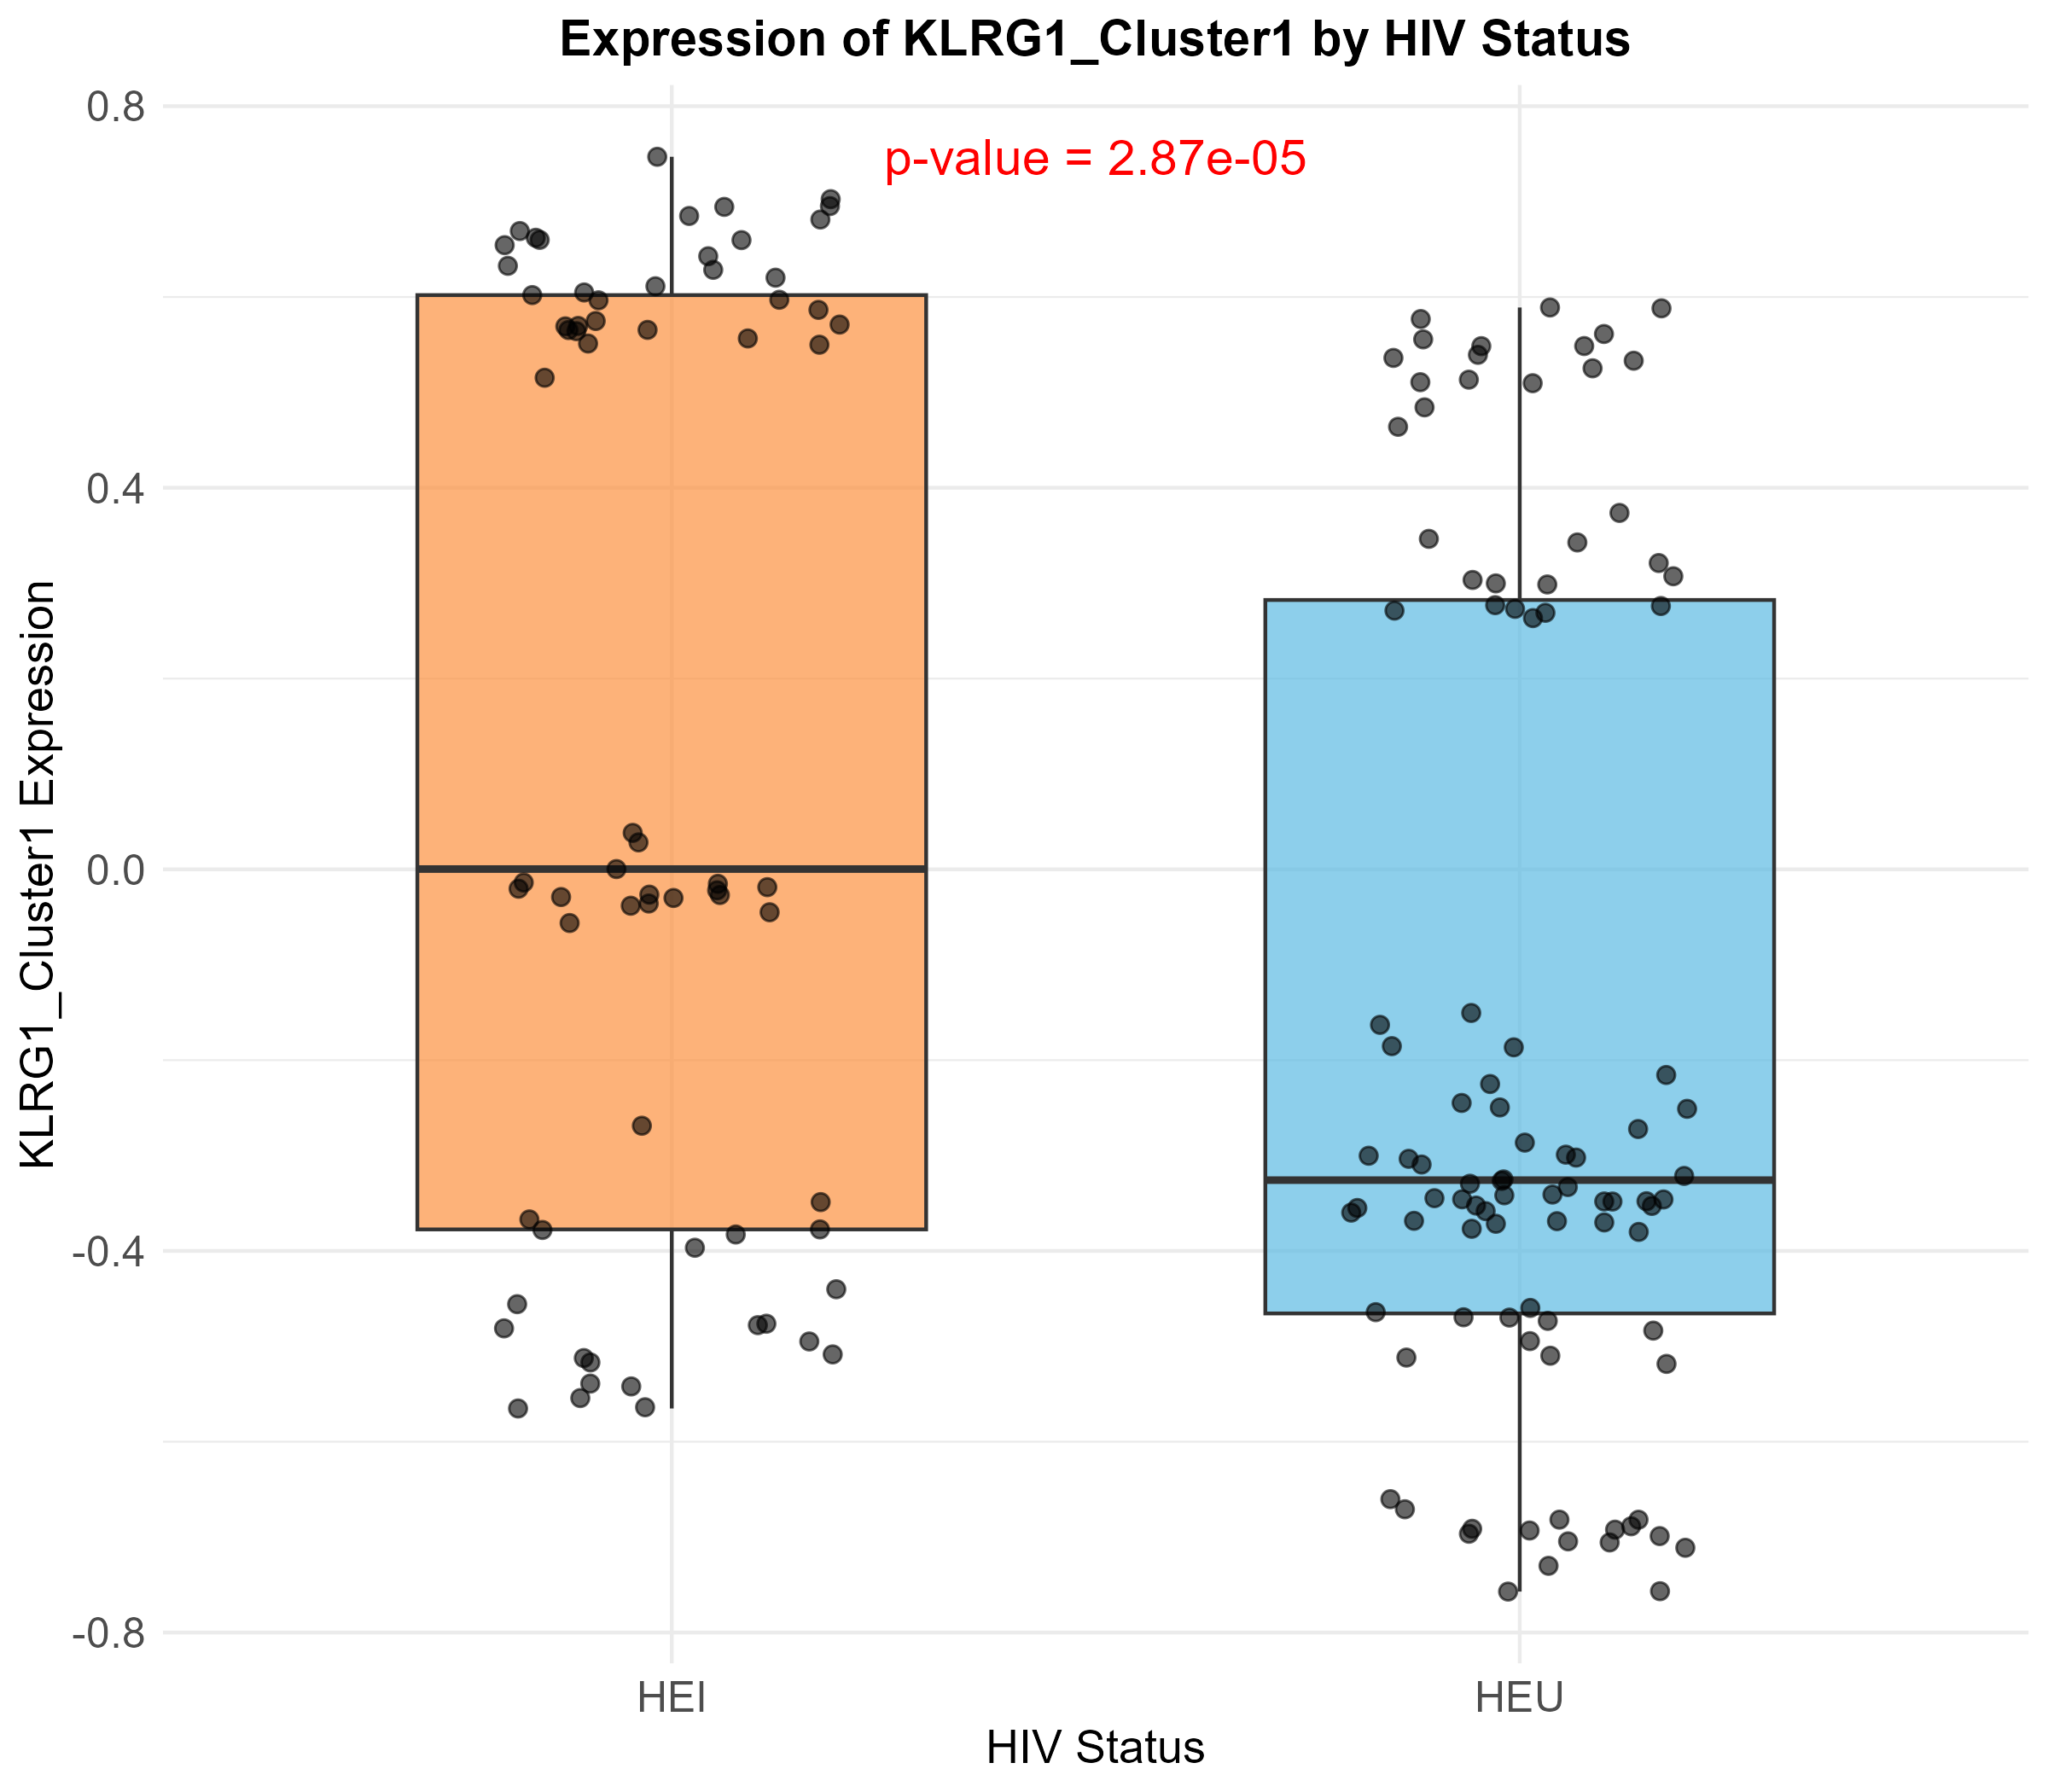 Expression of KLRG1_Cluster1 by HIV Status
p-value = 2.87e-05
KLRG1_Cluster1 Expression
0.8
0.4
0.0
-0.4
-0.8
HEI
HEU
HIV Status